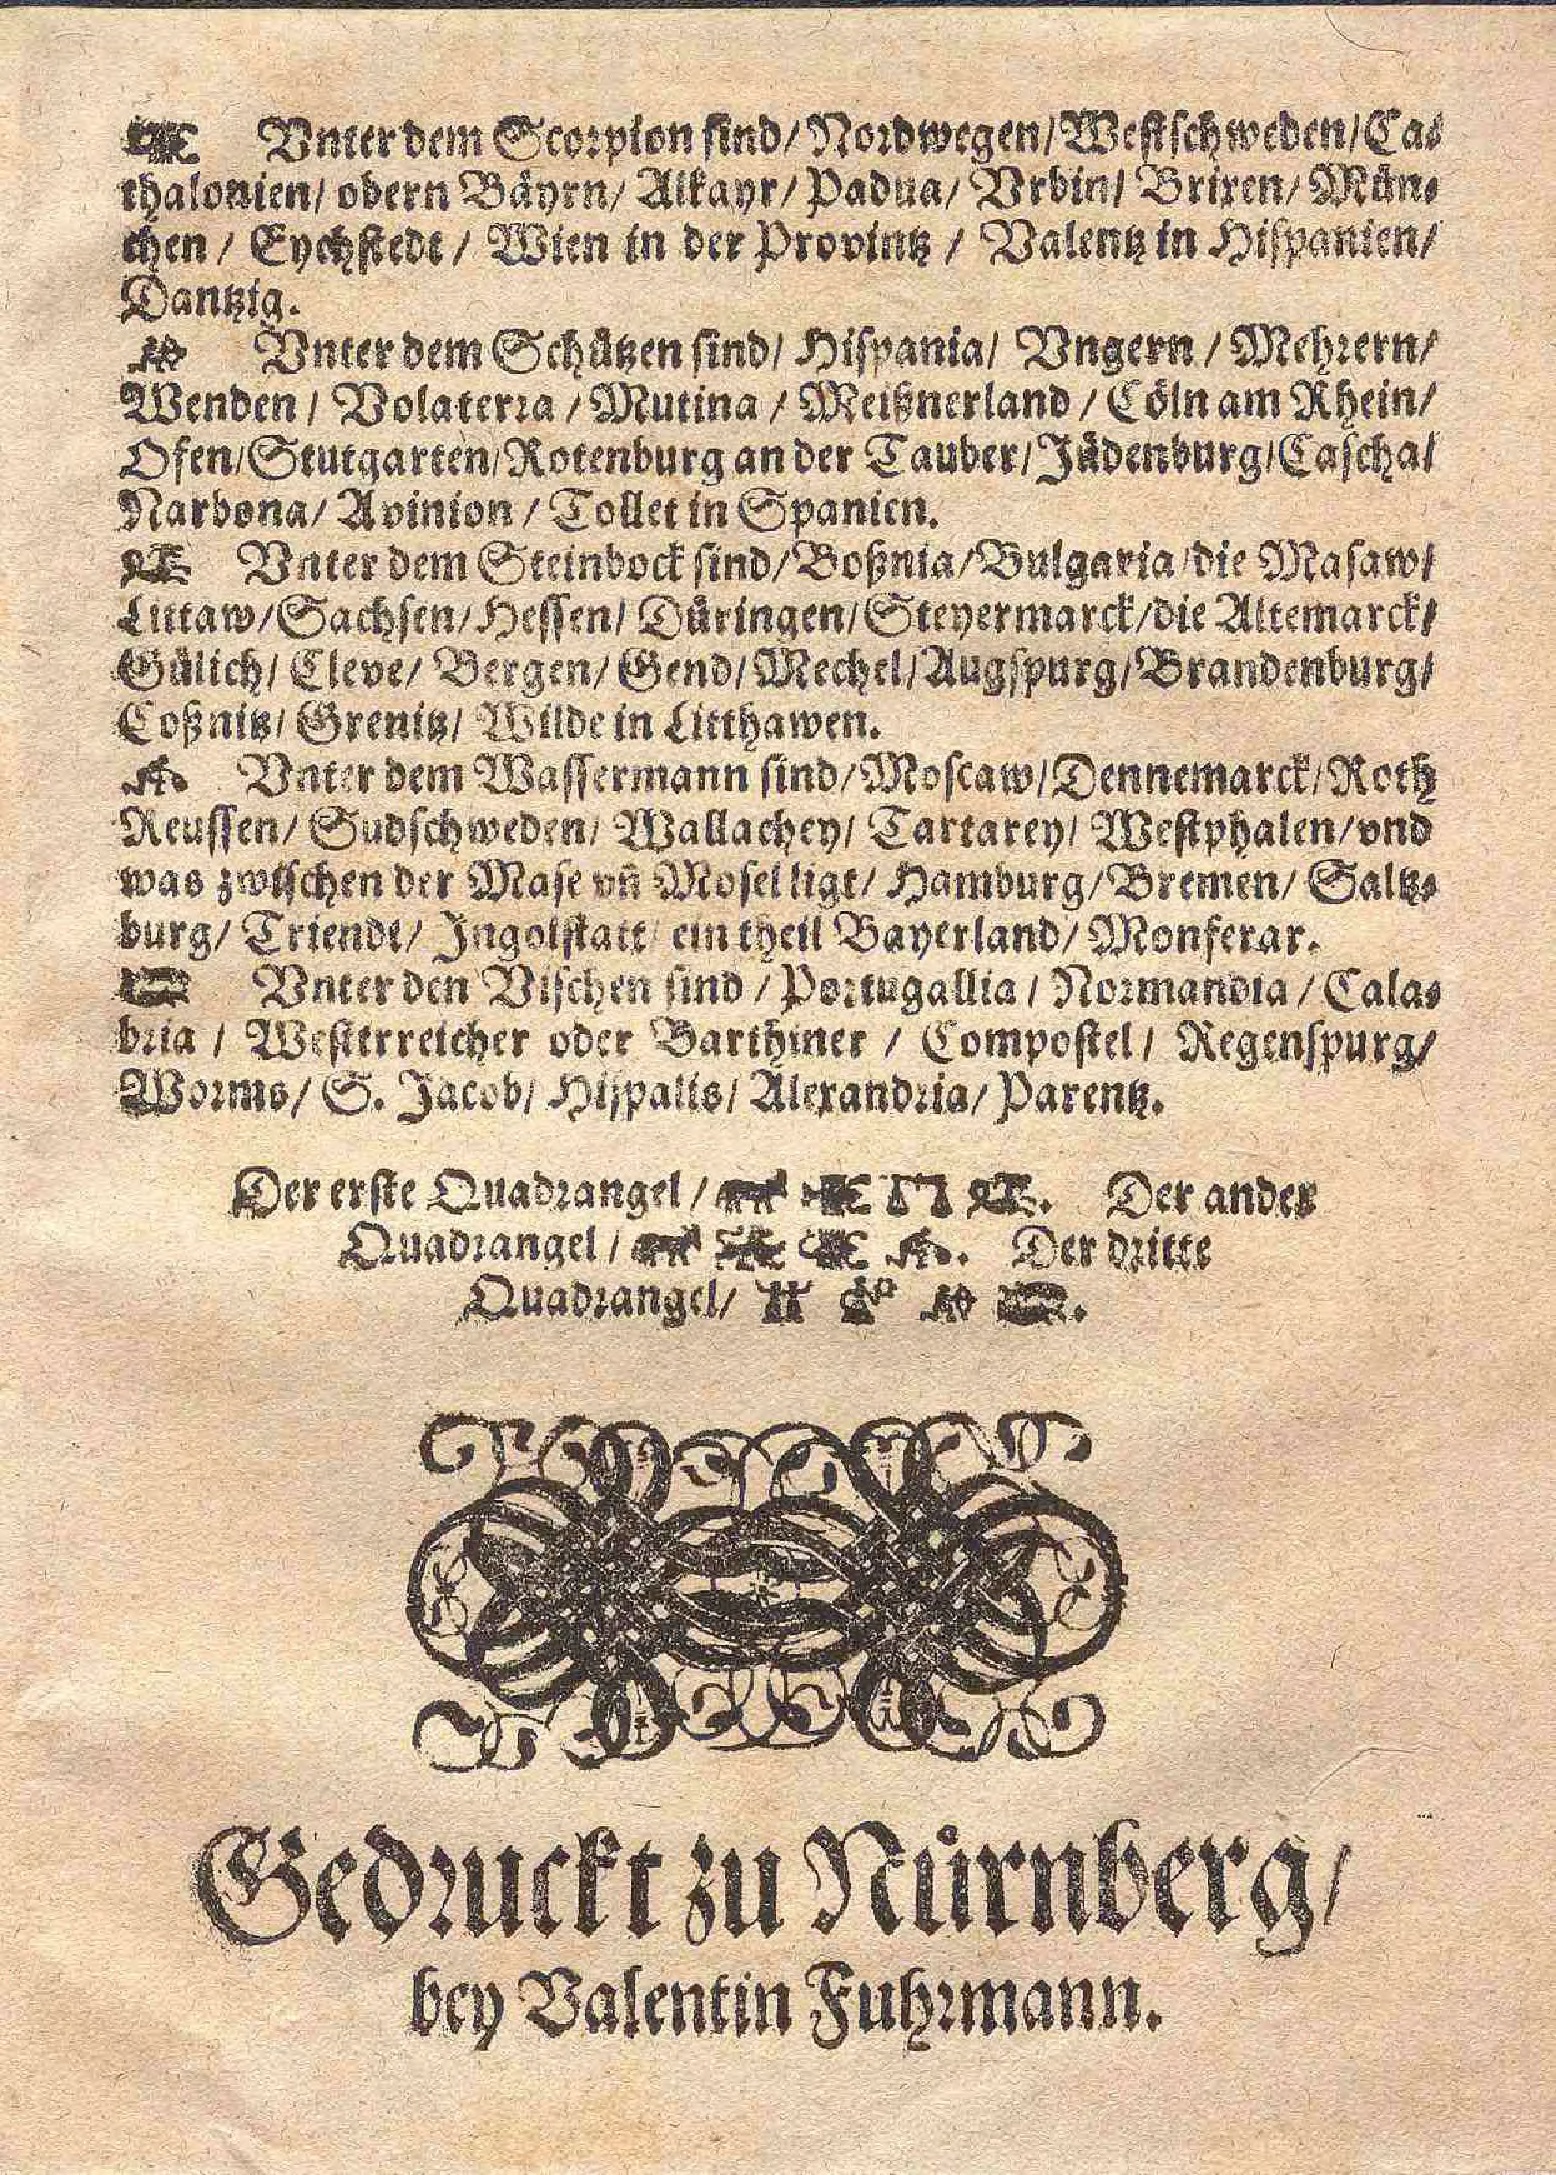 Vnter dem Scorpion sind/ Nordwegen/ Westschweden/ Ca-
thalonien/ obern Bäyrn/ Alkayr/ Padua/ Vrbin/ Brixen/ Mün-
chen / Eychstedt / Wien in der Provintz / Valentz in Hispanien/
Dantzig.
Vnter dem Schützen sind/ Hispania/ Vngern / Mehrern/
Wenden / Volaterra / Mutina / Meißnerland / Cöln am Rhein/
Ofen/ Stutgarten/ Rotenburg an der Tauber/ Jüdenburg/ Cascha/
Narbona/ Avinion / Tollet in Spanien.
Vnter dem Steinbock sind/ Boßnia/ Bulgaria/ die Masaw/
Littaw/ Sachsen/ Hessen/ Düringen/ Steyermarck/ die Altemarck/
Gülich/ Cleve/ Bergen/ Gend/ Mechel/ Augspurg/ Brandenburg/
Coßnitz/ Grenitz/ Wilde in Litthawen.
Vnter dem Wassermann sind/ Moscaw/ Dennemarck/ Roth
Reussen/ Sudschweden/ Wallachey/ Tartarey/ Westphalen/ vnd
was zwischen der Mase vñ Mosel ligt/ Hamburg/ Bremen/ Saltz-
burg/ Triendt/ Ingolstatt/ ein theil Bayerland/ Monferar.
Vnter den Vischen sind / Portugallia / Normandia / Cala-
bria / Westerreicher oder Barthiner / Compostel/ Regenspurg/
Worms/ S. Jacob/ Hispalis/ Alexandria/ Parentz.
Der erste Quadrangel / . Der ander
Quadrangel / . Der dritte
Quadrangel/ .
Gedruckt zu Nürnberg/
bey Valentin Fuhrmann.